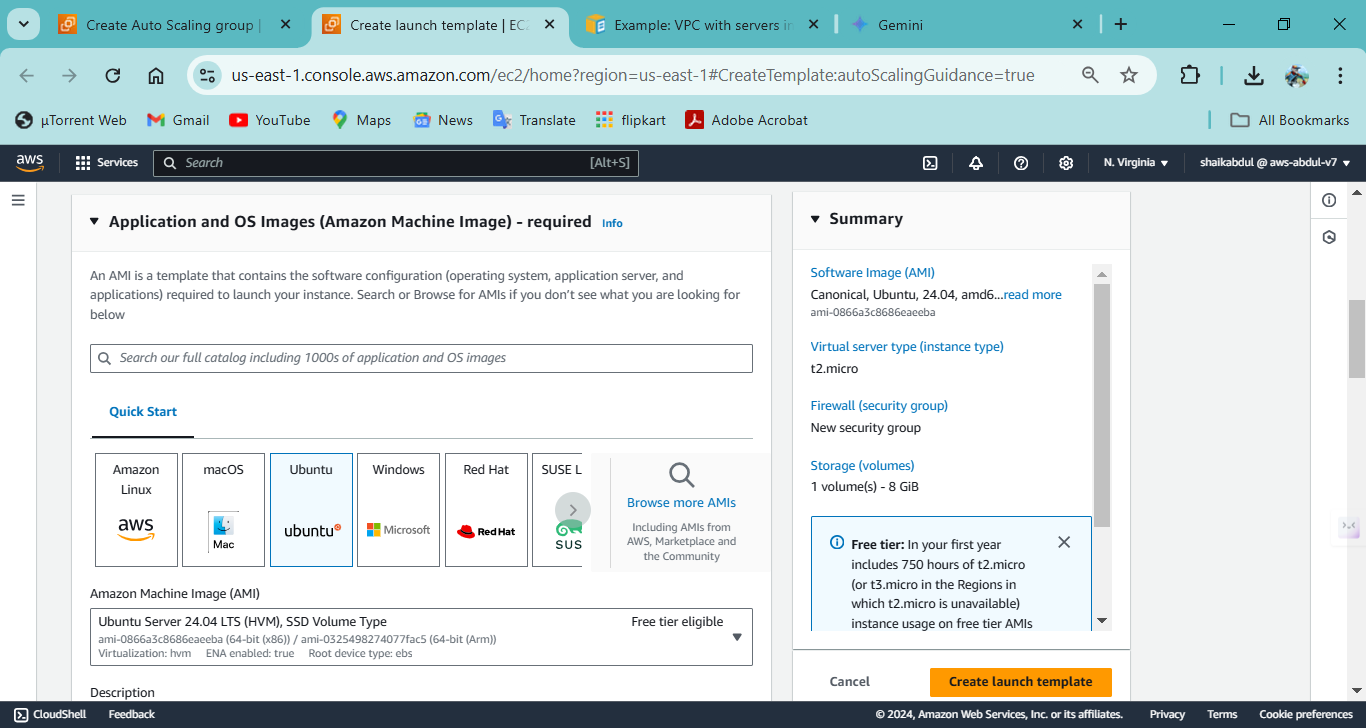 Create Auto Scaling group |
Create launch template | EC2
Example: VPC with servers in
Gemini
us-east-1.console.aws.amazon.com/ec2/home?region=us-east-1#CreateTemplate:autoScalingGuidance=true
µTorrent Web
Gmail
YouTube
Maps
News
Translate
flipkart
Adobe Acrobat
All Bookmarks
aws
Services
Search
[Alt+S]
N. Virginia
shaikabdul @ aws-abdul-v7
Application and OS Images (Amazon Machine Image) - required Info
An AMI is a template that contains the software configuration (operating system, application server, and
applications) required to launch your instance. Search or Browse for AMIs if you don’t see what you are looking for
below
Search our full catalog including 1000s of application and OS images
Quick Start
Amazon
Linux
aws
macOS
Mac
Ubuntu
ubuntu
Windows
Microsoft
Red Hat
Red Hat
SUSE L
SUS
Browse more AMIs
Including AMIs from
AWS, Marketplace and
the Community
Amazon Machine Image (AMI)
Ubuntu Server 24.04 LTS (HVM), SSD Volume Type
Free tier eligible
ami-0866a3c8686eaeeba (64-bit (x86)) / ami-0325498274077fac5 (64-bit (Arm))
Virtualization: hvm ENA enabled: true Root device type: ebs
Description
Summary
Software Image (AMI)
Canonical, Ubuntu, 24.04, amd6...read more
ami-0866a3c8686eaeeba
Virtual server type (instance type)
t2.micro
Firewall (security group)
New security group
Storage (volumes)
1 volume(s) - 8 GiB
Free tier: In your first year
includes 750 hours of t2.micro
(or t3.micro in the Regions in
which t2.micro is unavailable)
instance usage on free tier AMIs
Cancel
Create launch template
CloudShell
Feedback
© 2024, Amazon Web Services, Inc. or its affiliates.
Privacy
Terms
Cookie preferences